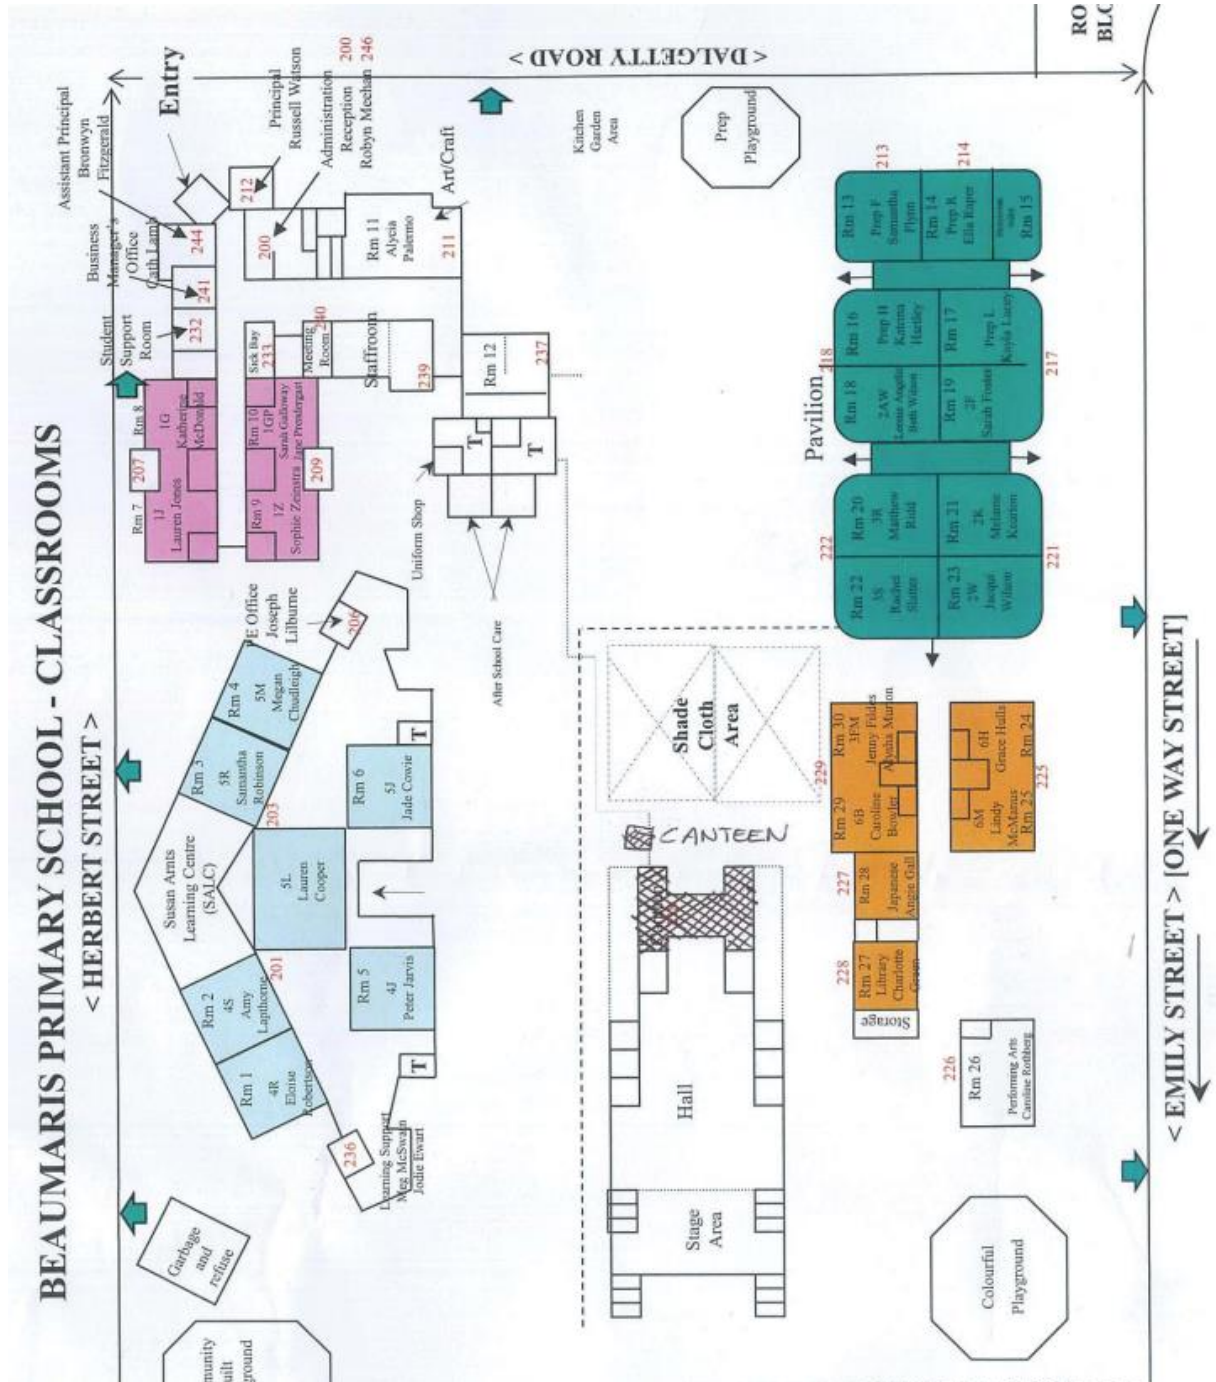 BEAUMARIS PRIMARY SCHOOL - CLASSROOMS
< HERBERT STREET >
< DALGETTY ROAD >
Entry
Assistant Principal
Bronwyn
Fitzgerald
Business
Manager's
Office
Cath Lamb
Student
Support
Room
244
241
232
Principal
Russell Watson
212
Administration 200
Reception
Robyn Meehan 246
200
Rm 11
Alycia
Palermo
211
Art/Craft
Kitchen
Garden
Area
Prep
Playground
Sick Bay
233
Meeting
Room
240
Staffroom
239
Rm 12
237
T
T
Uniform Shop
After School Care
Rm 8
1G
Katherine
McDonald
207
Rm 7
1J
Lauren Jones
Rm 10
1GP
Sarah Galloway
Jane Prendergast
Rm 9
1Z
Sophie Zeinstra
209
PE Office
Joseph
Lilburne
206
Rm 4
5M
Megan
Chudleigh
Rm 3
5R
Samantha
Robinson
203
Rm 6
5J
Jade Cowie
T
5L
Lauren
Cooper
Susan Arnts
Learning Centre
(SALC)
201
Rm 2
4S
Amy
Lapthorne
Rm 1
4R
Eloise
Robertson
Rm 5
4J
Peter Jarvis
T
236
Learning Support
Meg McSwain
Jodie Ewart
Garbage
and
refuse
Pavilion
Rm 13
Prep F
Samantha
Flynn
213
Rm 14
Prep R
Ella Raper
214
Rm 15
Rm 16
Prep H
Katrina
Hartley
218
Rm 17
Prep L
Kayla Lacey
217
Rm 18
2AW
Beth Wilson
Rm 19
2F
Sarah Foster
Rm 20
3R
Matthew
222
Rm 21
2K
Melanie
221
Rm 22
3S
Rachel
Slatter
Rm 23
2W
Jacqui
Wilson
Shade
Cloth
Area
CANTEEN
Hall
Stage
Area
Rm 30
3FM
Jenny Fildes
Alysha Murton
229
Rm 29
6B
Caroline
Bowler
6H
Grace Hulls
Rm 24
225
6M
Lindy
McManus
Rm 25
227
Rm 28
Japanese
Angie Gall
228
Rm 27
Library
Charlotte
Green
Storage
226
Rm 26
Performing Arts
Caroline Rothberg
Colourful
Playground
< EMILY STREET > [ONE WAY STREET]